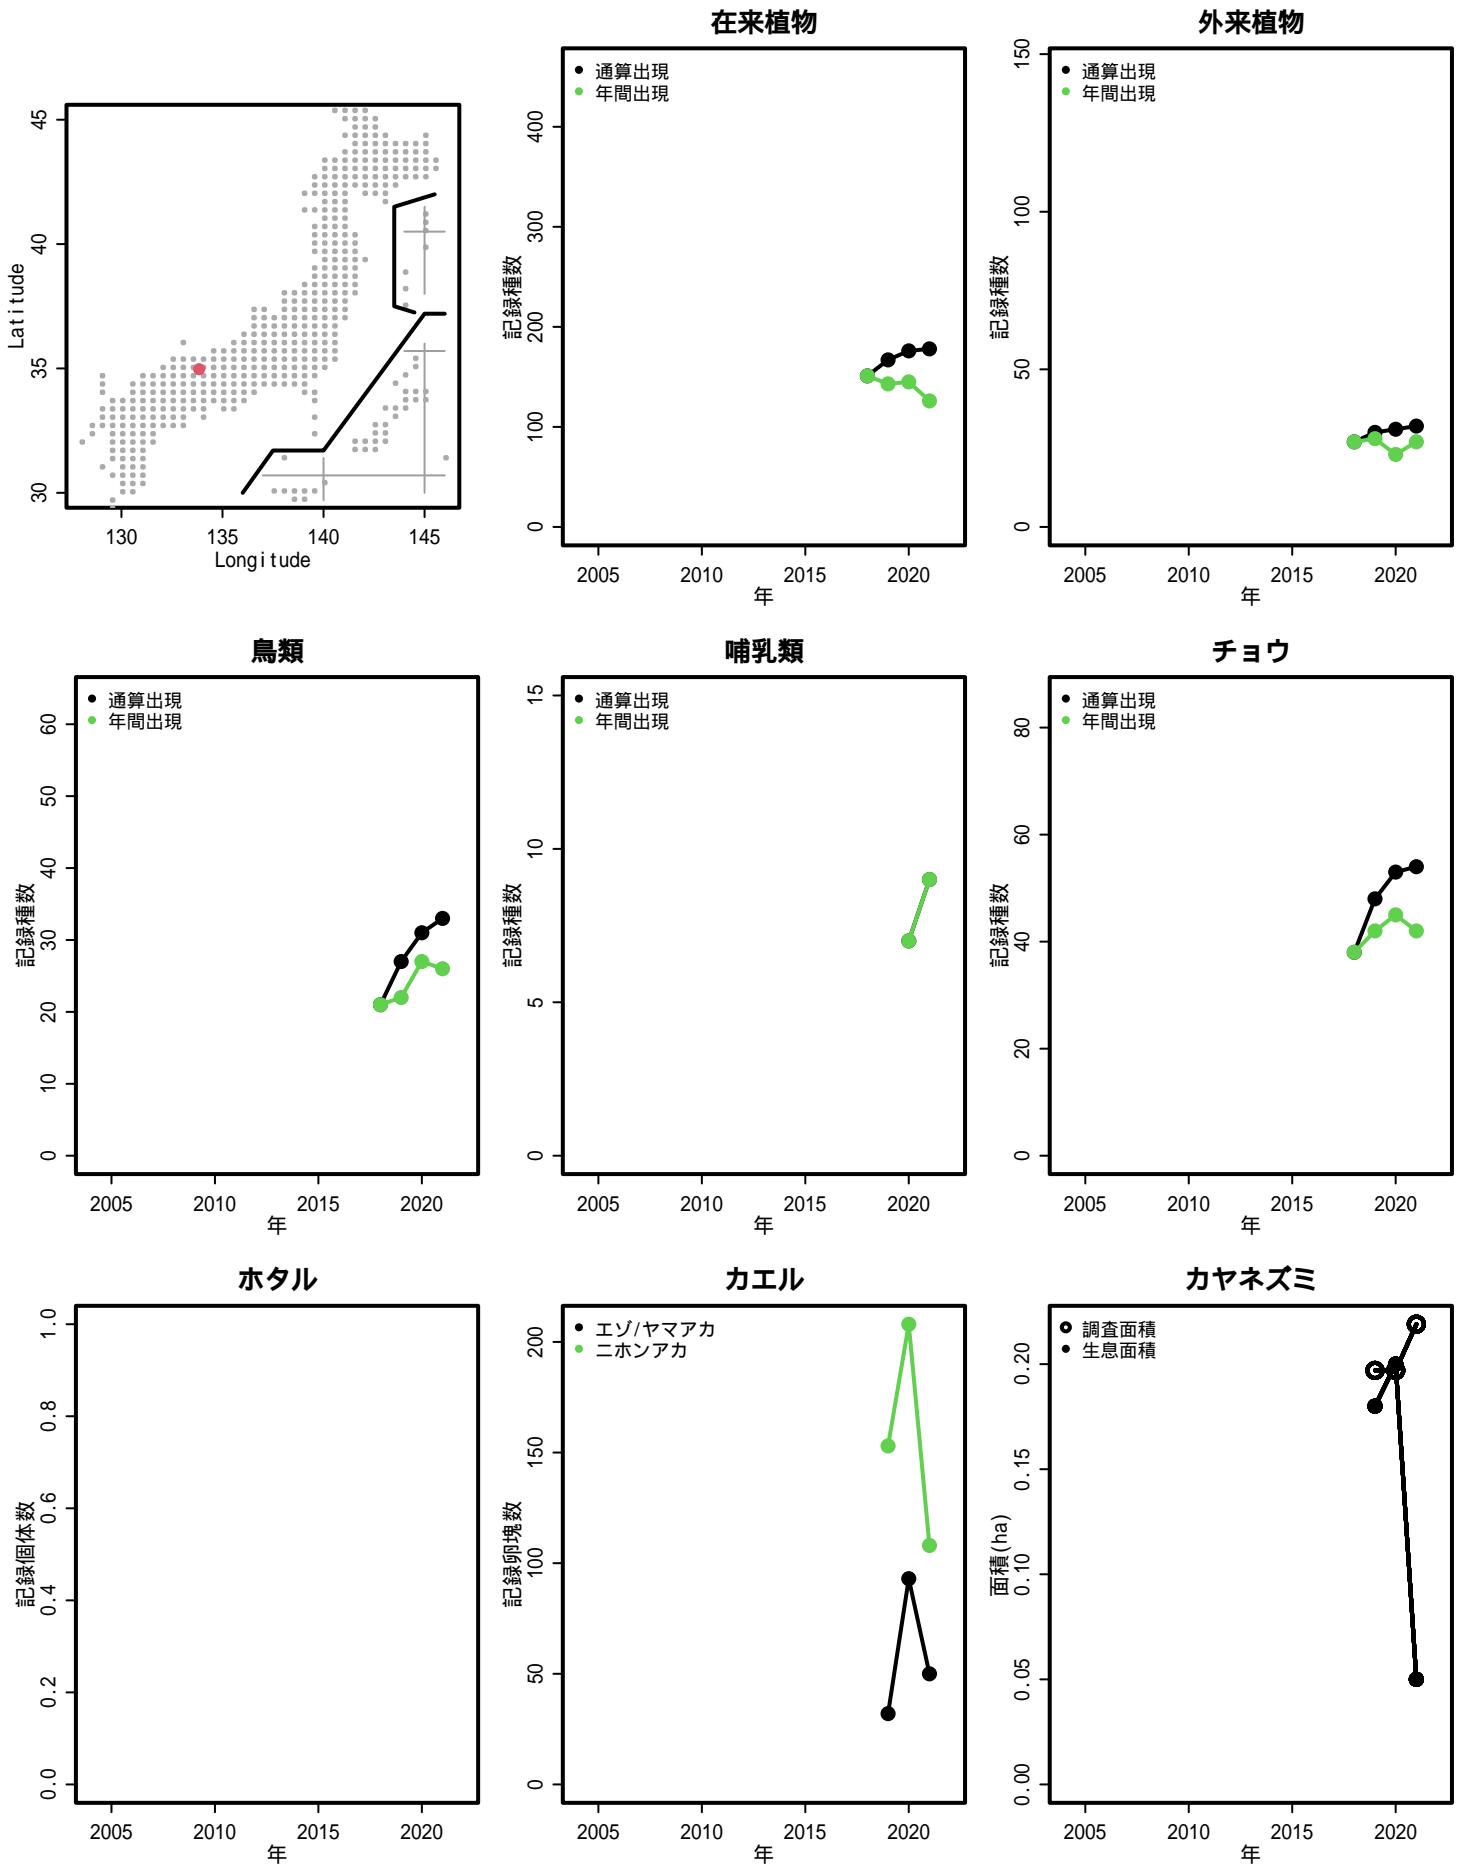 45
40
35
30
Latitude
130
135
140
145
Longitude
在来植物
通算出現
年間出現
400
300
200
100
0
記録種数
2005
2010
2015
2020
年
外来植物
通算出現
年間出現
150
100
50
0
記録種数
2005
2010
2015
2020
年
鳥類
通算出現
年間出現
60
50
40
30
20
10
0
記録種数
2005
2010
2015
2020
年
哺乳類
通算出現
年間出現
15
10
5
0
記録種数
2005
2010
2015
2020
年
チョウ
通算出現
年間出現
80
60
40
20
0
記録種数
2005
2010
2015
2020
年
ホタル
1.0
0.8
0.6
0.4
0.2
0.0
記録個体数
2005
2010
2015
2020
年
カエル
エゾ/ヤマアカ
ニホンアカ
200
150
100
50
0
記録卵塊数
2005
2010
2015
2020
年
カヤネズミ
調査面積
生息面積
0.20
0.15
0.10
0.05
0.00
面積(ha)
2005
2010
2015
2020
年